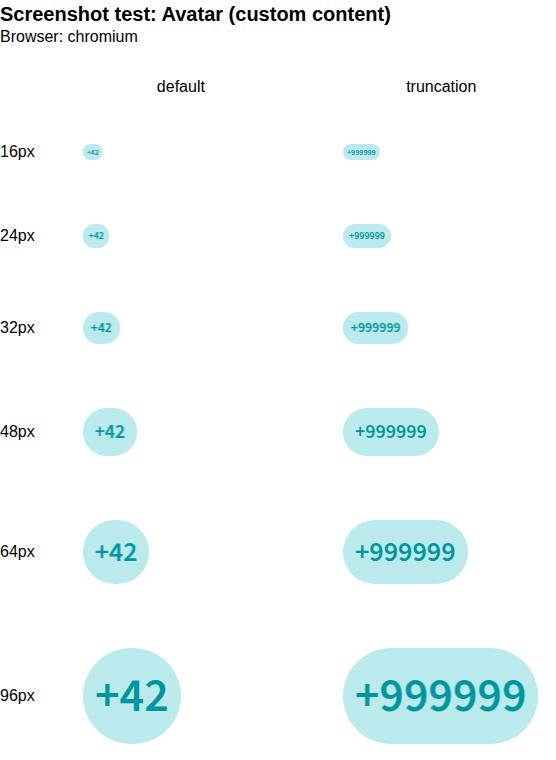 Screenshot test: Avatar (custom content)
Browser: chromium
default truncation
16px +42 +999999
24px +42 +999999
32px +42 +999999
48px +42 +999999
64px +42 +999999
96px +42 +999999